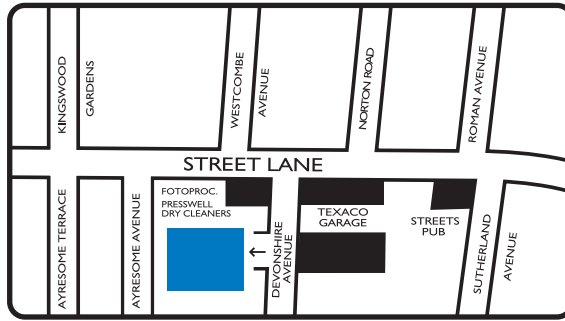 KINGSWOOD
GARDENS
WESTCOMBE
AVENUE
NORTON ROAD
ROMAN AVENUE
STREET LANE
AYRESOME TERRACE
AYRESOME AVENUE
FOTOPROC.
PRESSWELL
DRY CLEANERS
DEVONSHIRE
AVENUE
TEXACO
GARAGE
STREETS
PUB
SUTHERLAND
AVENUE